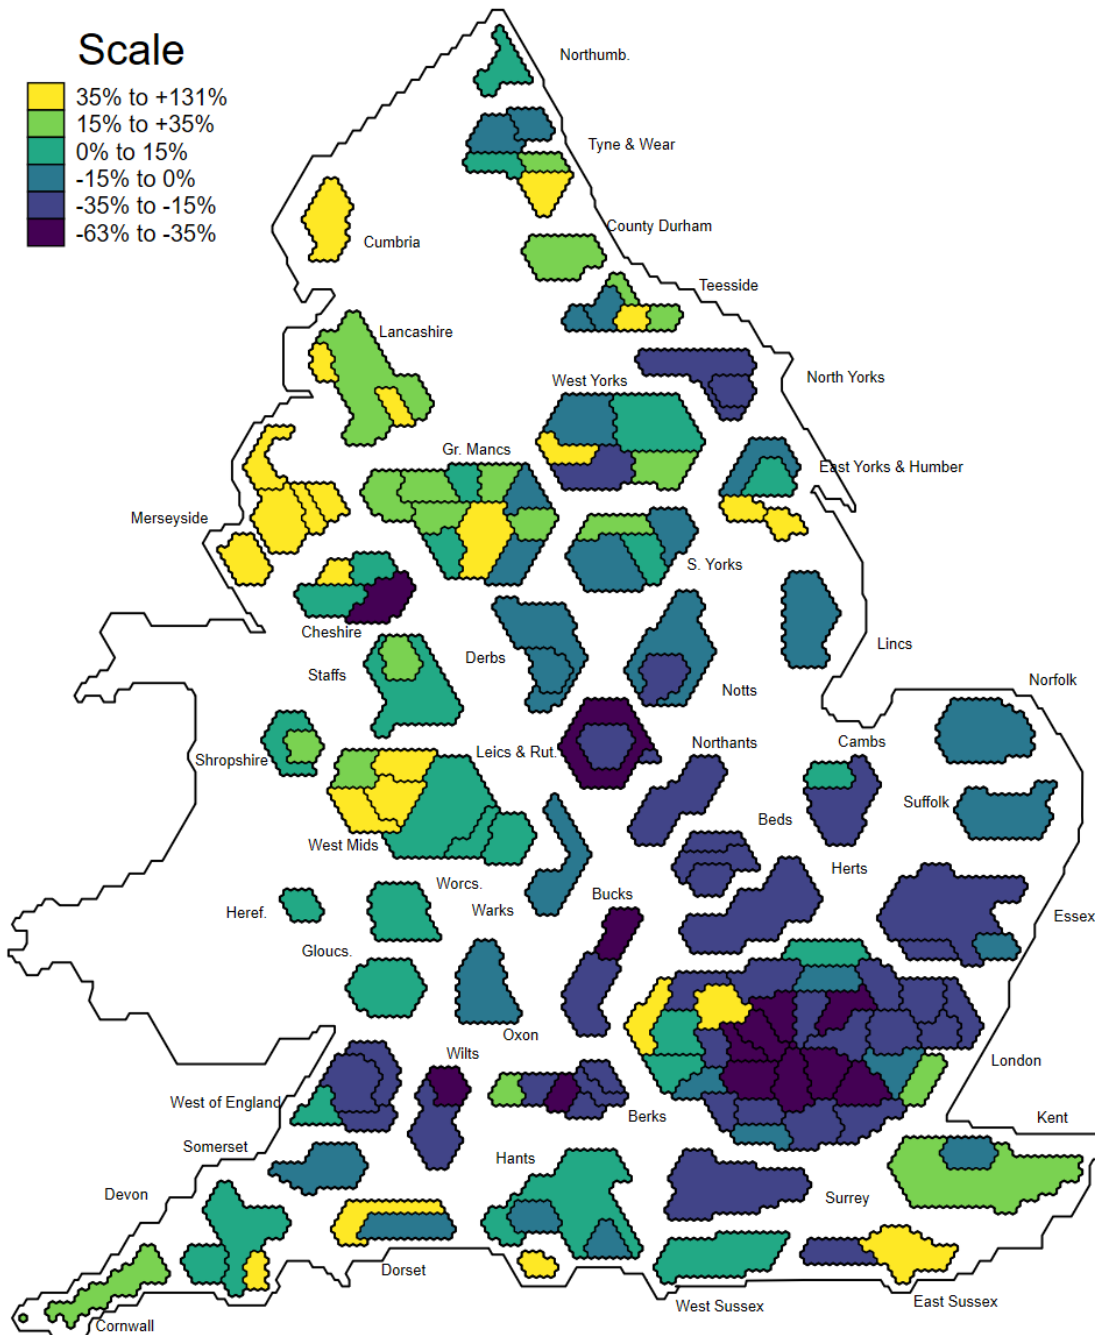 Scale
35% to +131%
15% to +35%
0% to 15%
-15% to 0%
-35% to -15%
-63% to -35%
Northumb.
Tyne & Wear
County Durham
Cumbria
Teesside
Lancashire
North Yorks
West Yorks
Gr. Mancs
East Yorks & Humber
Merseyside
S. Yorks
Cheshire
Lincs
Derbs
Staffs
Notts
Norfolk
Northants
Cambs
Leics & Rut.
Shropshire
Suffolk
Beds
West Mids
Herts
Worcs.
Bucks
Warks
Heref.
Essex
Gloucs.
Oxon
Wilts
London
West of England
Berks
Kent
Somerset
Hants
Devon
Surrey
Dorset
West Sussex
East Sussex
Cornwall